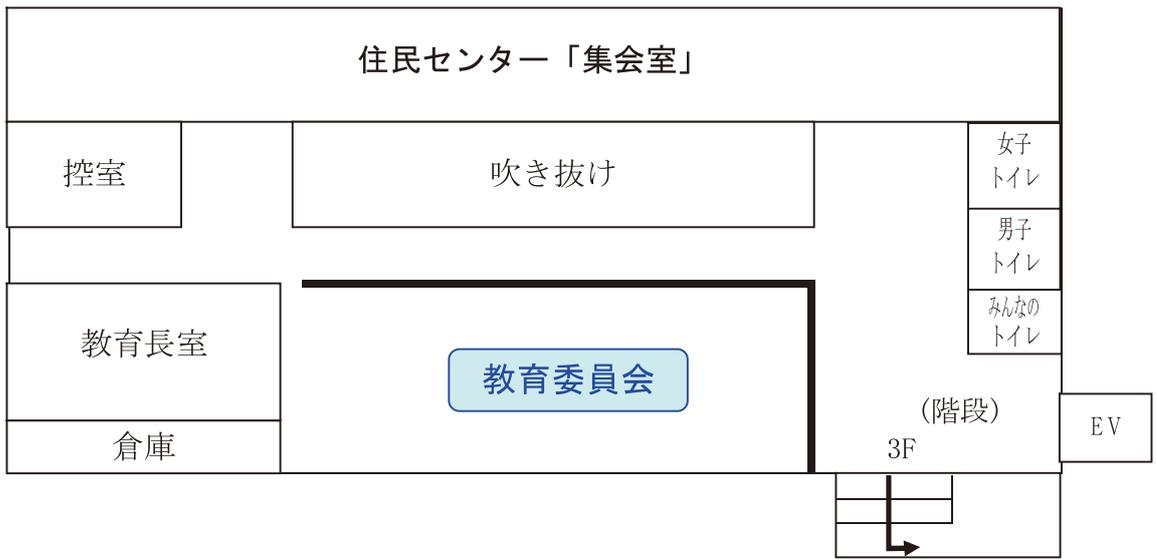 住民センター「集会室」
控室
吹き抜け
女子
トイレ
男子
トイレ
みんなの
トイレ
教育長室
教育委員会
倉庫
(階段)
3F
EV